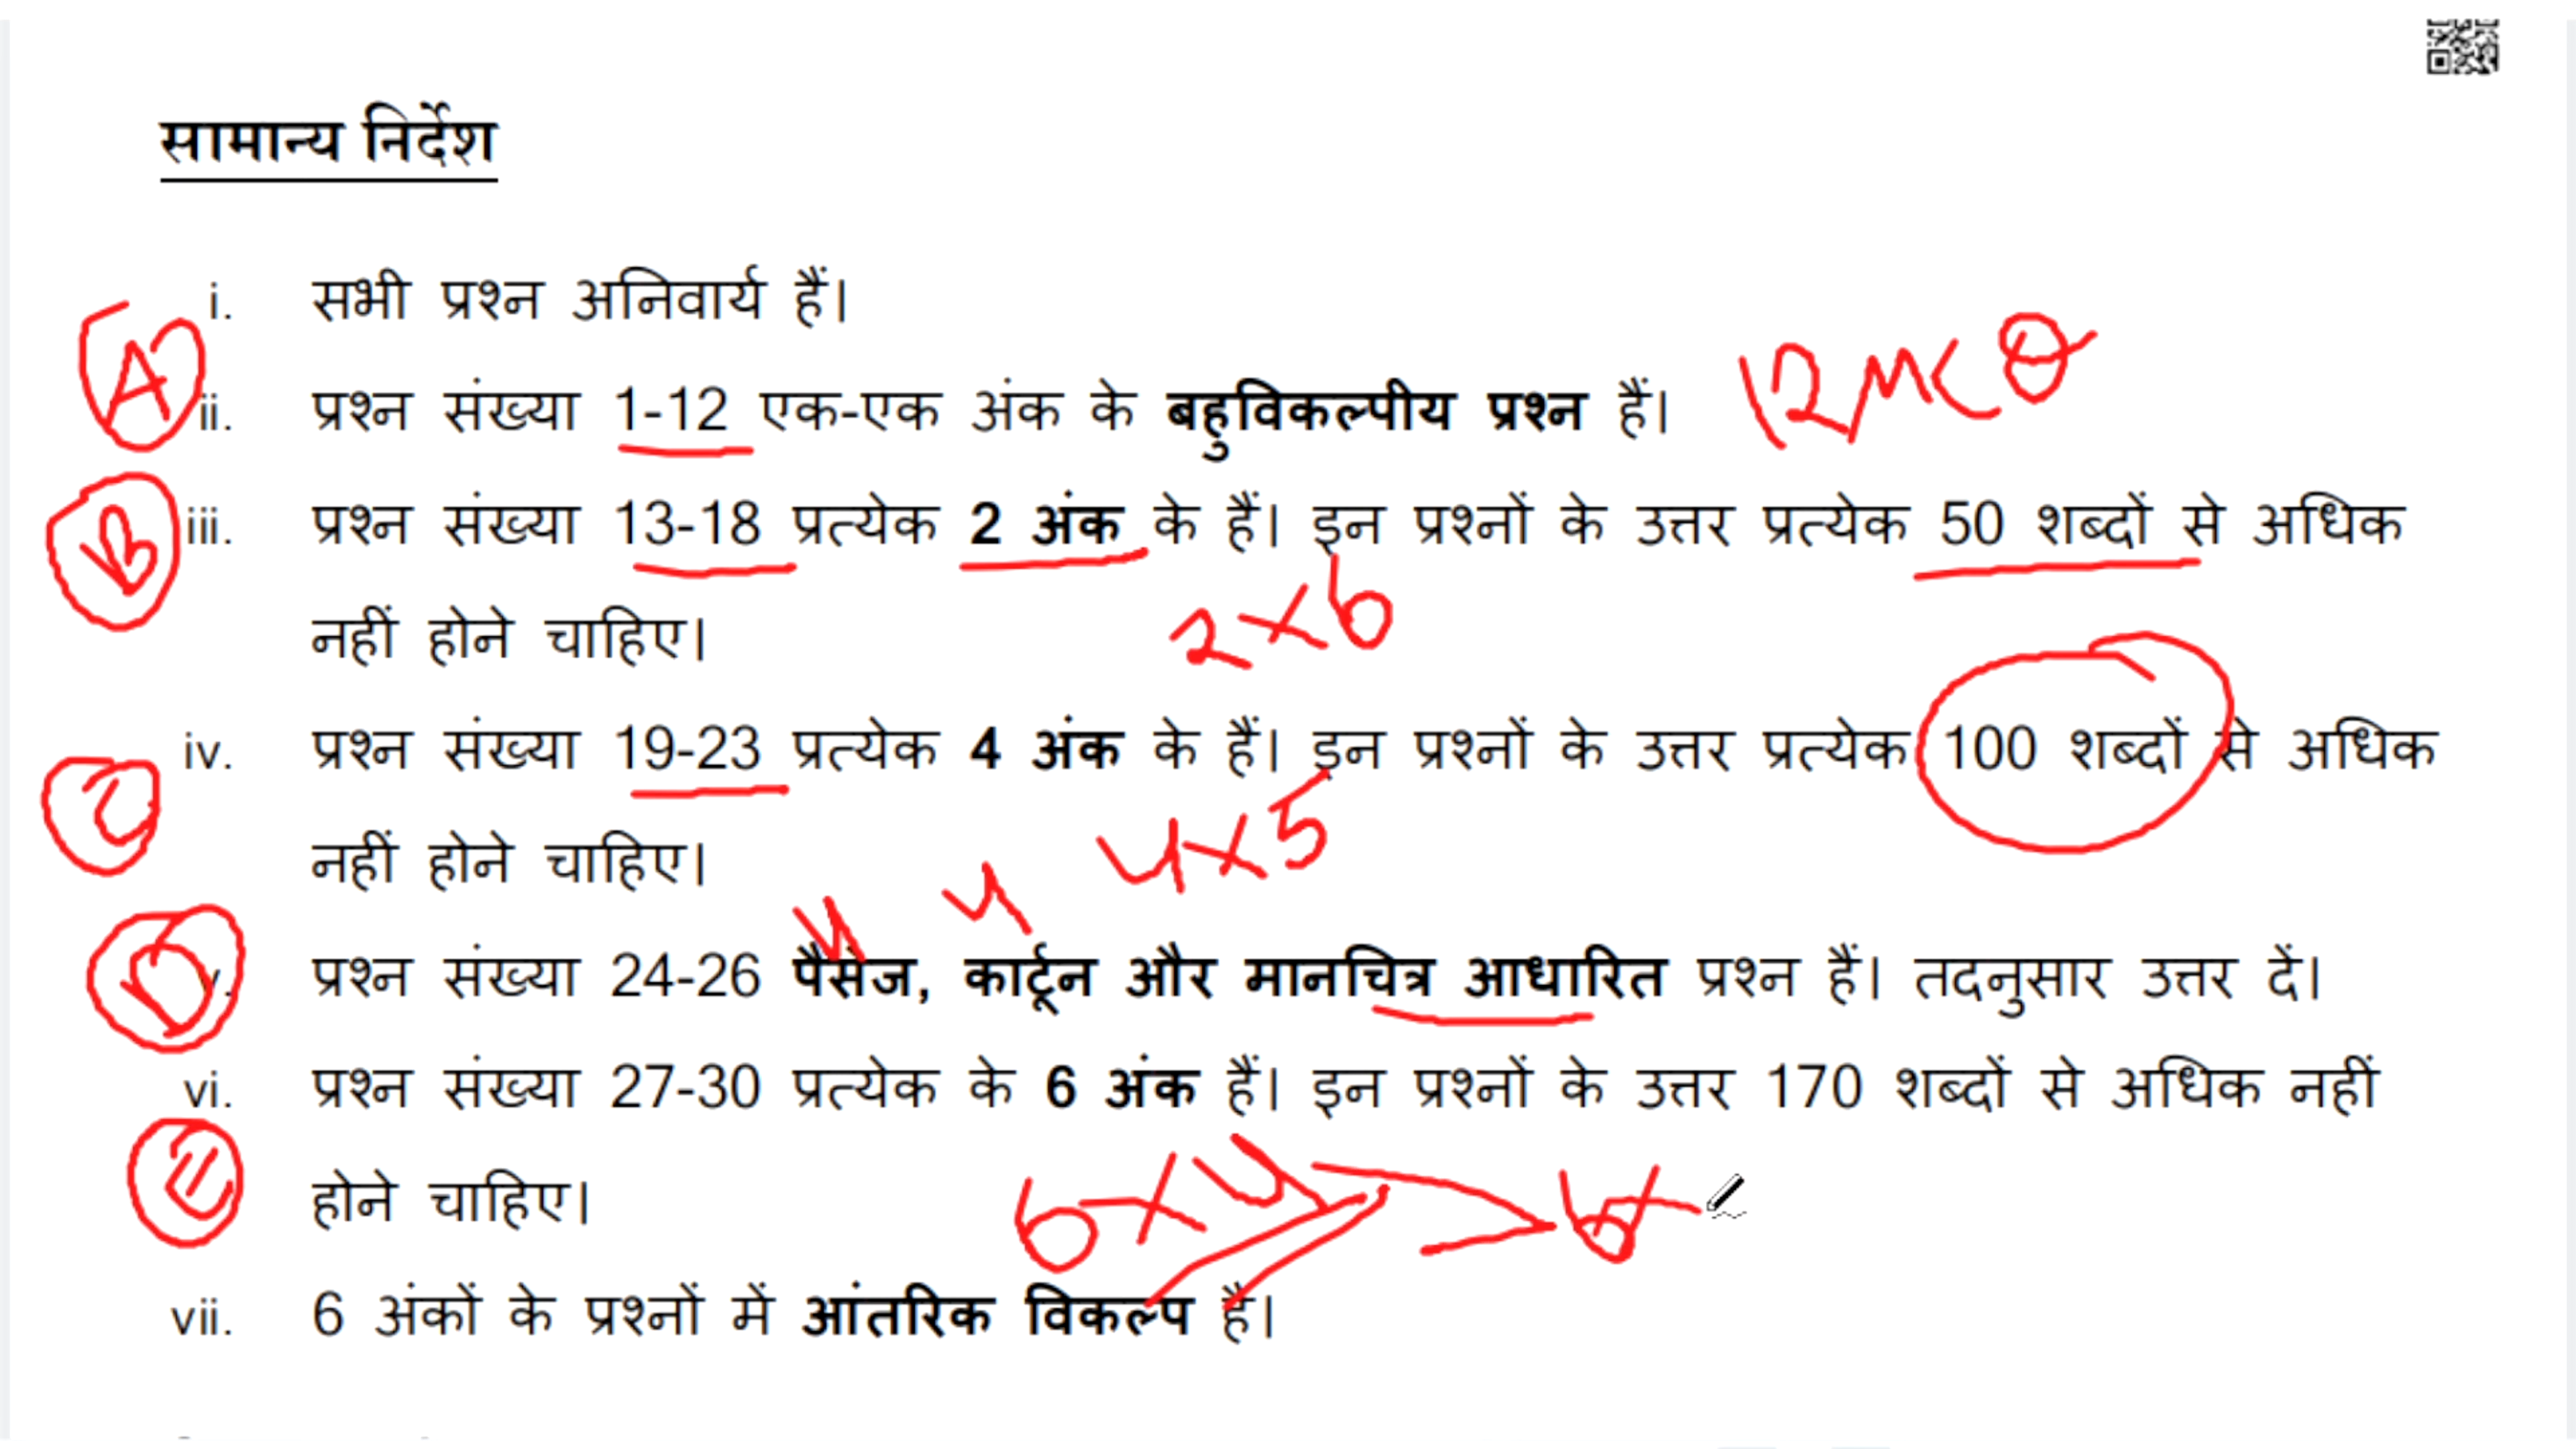 सामान्य निर्देश
i. सभी प्रश्न अनिवार्य हैं।
A
ii. प्रश्न संख्या 1-12 एक-एक अंक के बहुविकल्पीय प्रश्न हैं। 12 MCQ
B iii. प्रश्न संख्या 13-18 प्रत्येक 2 अंक के हैं। इन प्रश्नों के उत्तर प्रत्येक 50 शब्दों से अधिक
नहीं होने चाहिए। 2×6
iv. प्रश्न संख्या 19-23 प्रत्येक 4 अंक के हैं। इन प्रश्नों के उत्तर प्रत्येक 100 शब्दों से अधिक
C
नहीं होने चाहिए। 4×5
4 4
D v. प्रश्न संख्या 24-26 पैसेज, कार्टून और मानचित्र आधारित प्रश्न हैं। तदनुसार उत्तर दें।
vi. प्रश्न संख्या 27-30 प्रत्येक के 6 अंक हैं। इन प्रश्नों के उत्तर 170 शब्दों से अधिक नहीं
होने चाहिए। 6×4 6×
vii. 6 अंकों के प्रश्नों में आंतरिक विकल्प है।